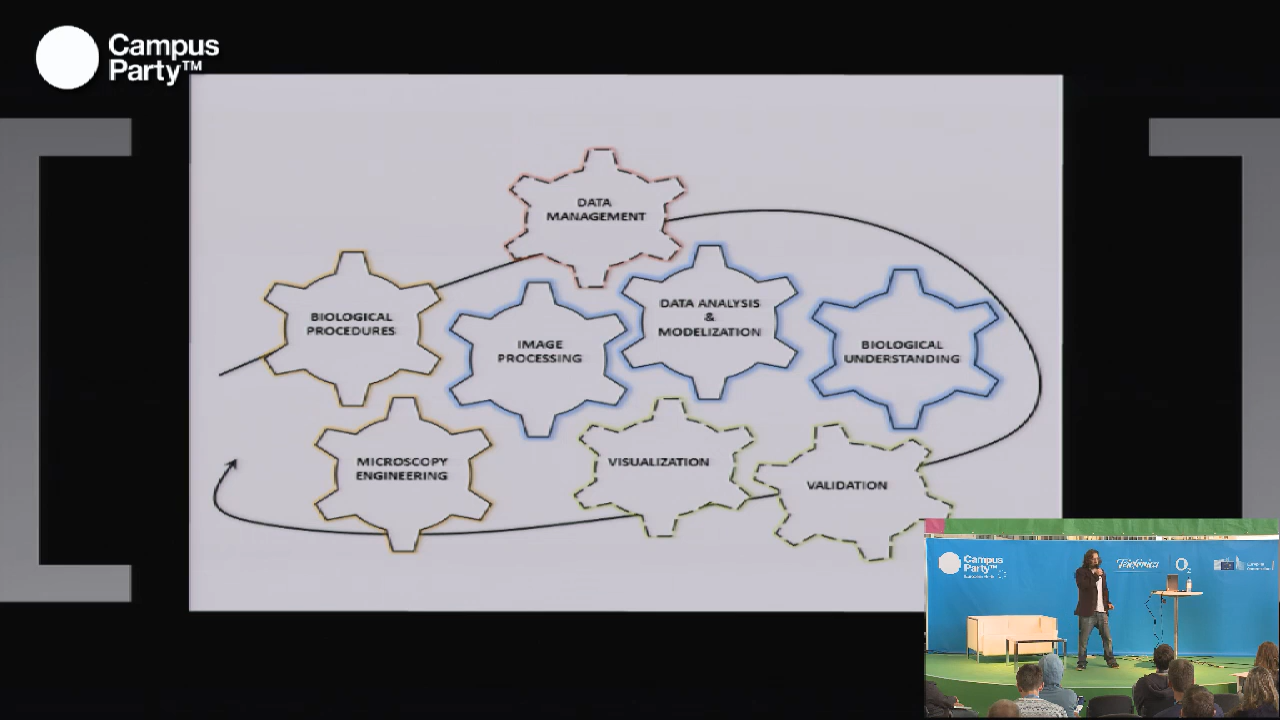 Campus
Party™
DATA
MANAGEMENT
BIOLOGICAL
PROCEDURES
IMAGE
PROCESSING
DATA ANALYSIS
&
MODELIZATION
BIOLOGICAL
UNDERSTANDING
MICROSCOPY
ENGINEERING
VISUALIZATION
VALIDATION
Campus
Party™
Telefónica
O2